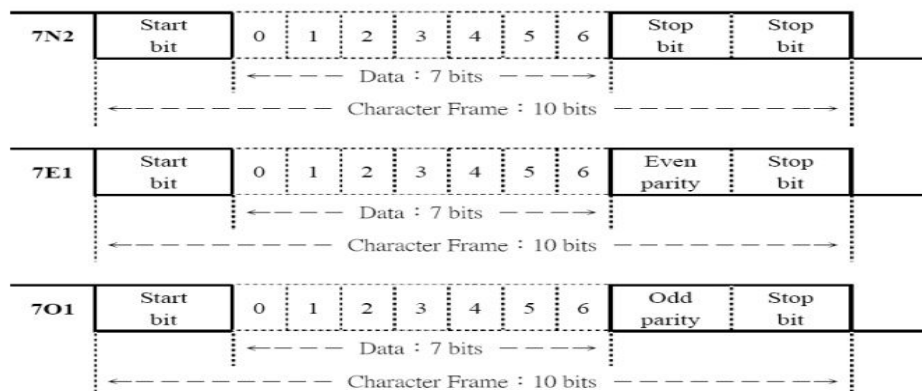 7N2 Start bit 0 1 2 3 4 5 6 Stop bit Stop bit
Data : 7 bits
Character Frame : 10 bits
7E1 Start bit 0 1 2 3 4 5 6 Even parity Stop bit
Data : 7 bits
Character Frame : 10 bits
7O1 Start bit 0 1 2 3 4 5 6 Odd parity Stop bit
Data : 7 bits
Character Frame : 10 bits